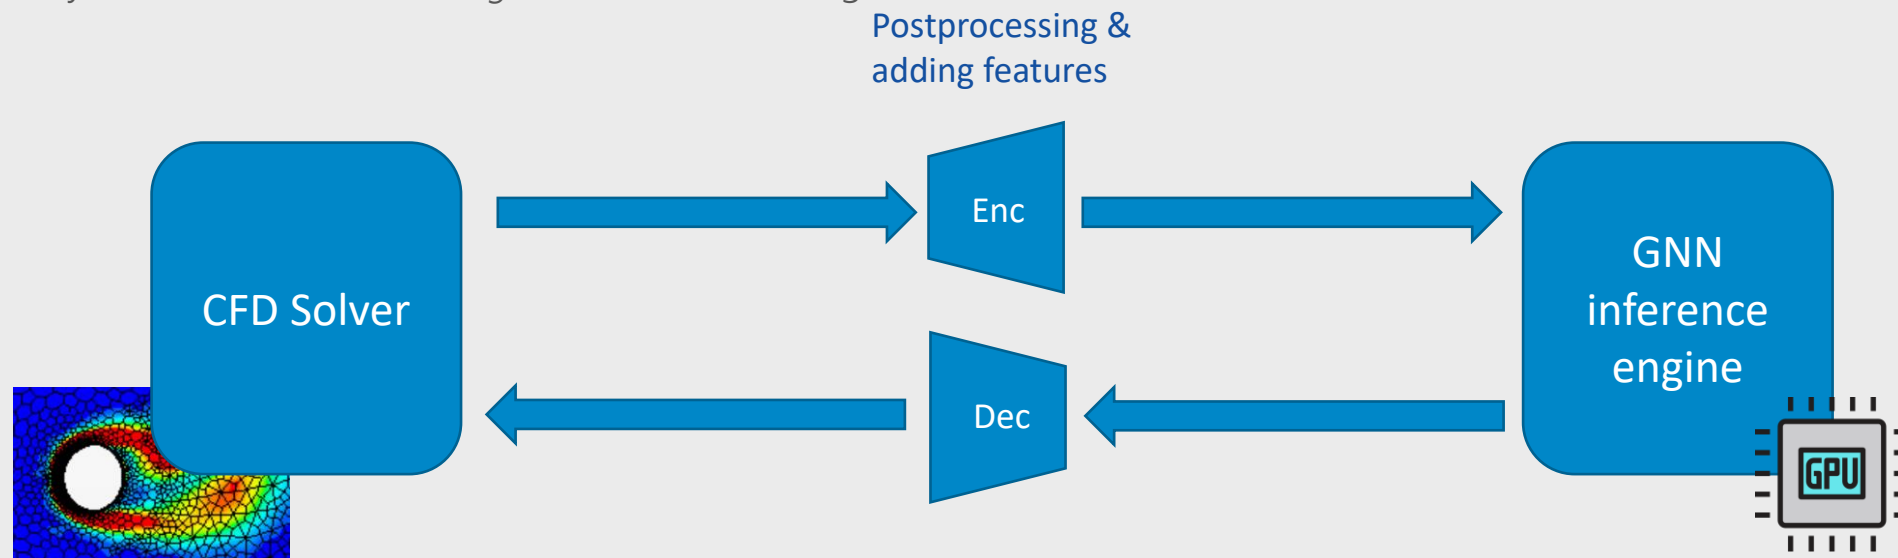 Postprocessing &
adding features
Enc
CFD Solver
GNN
inference
engine
Dec
GPU